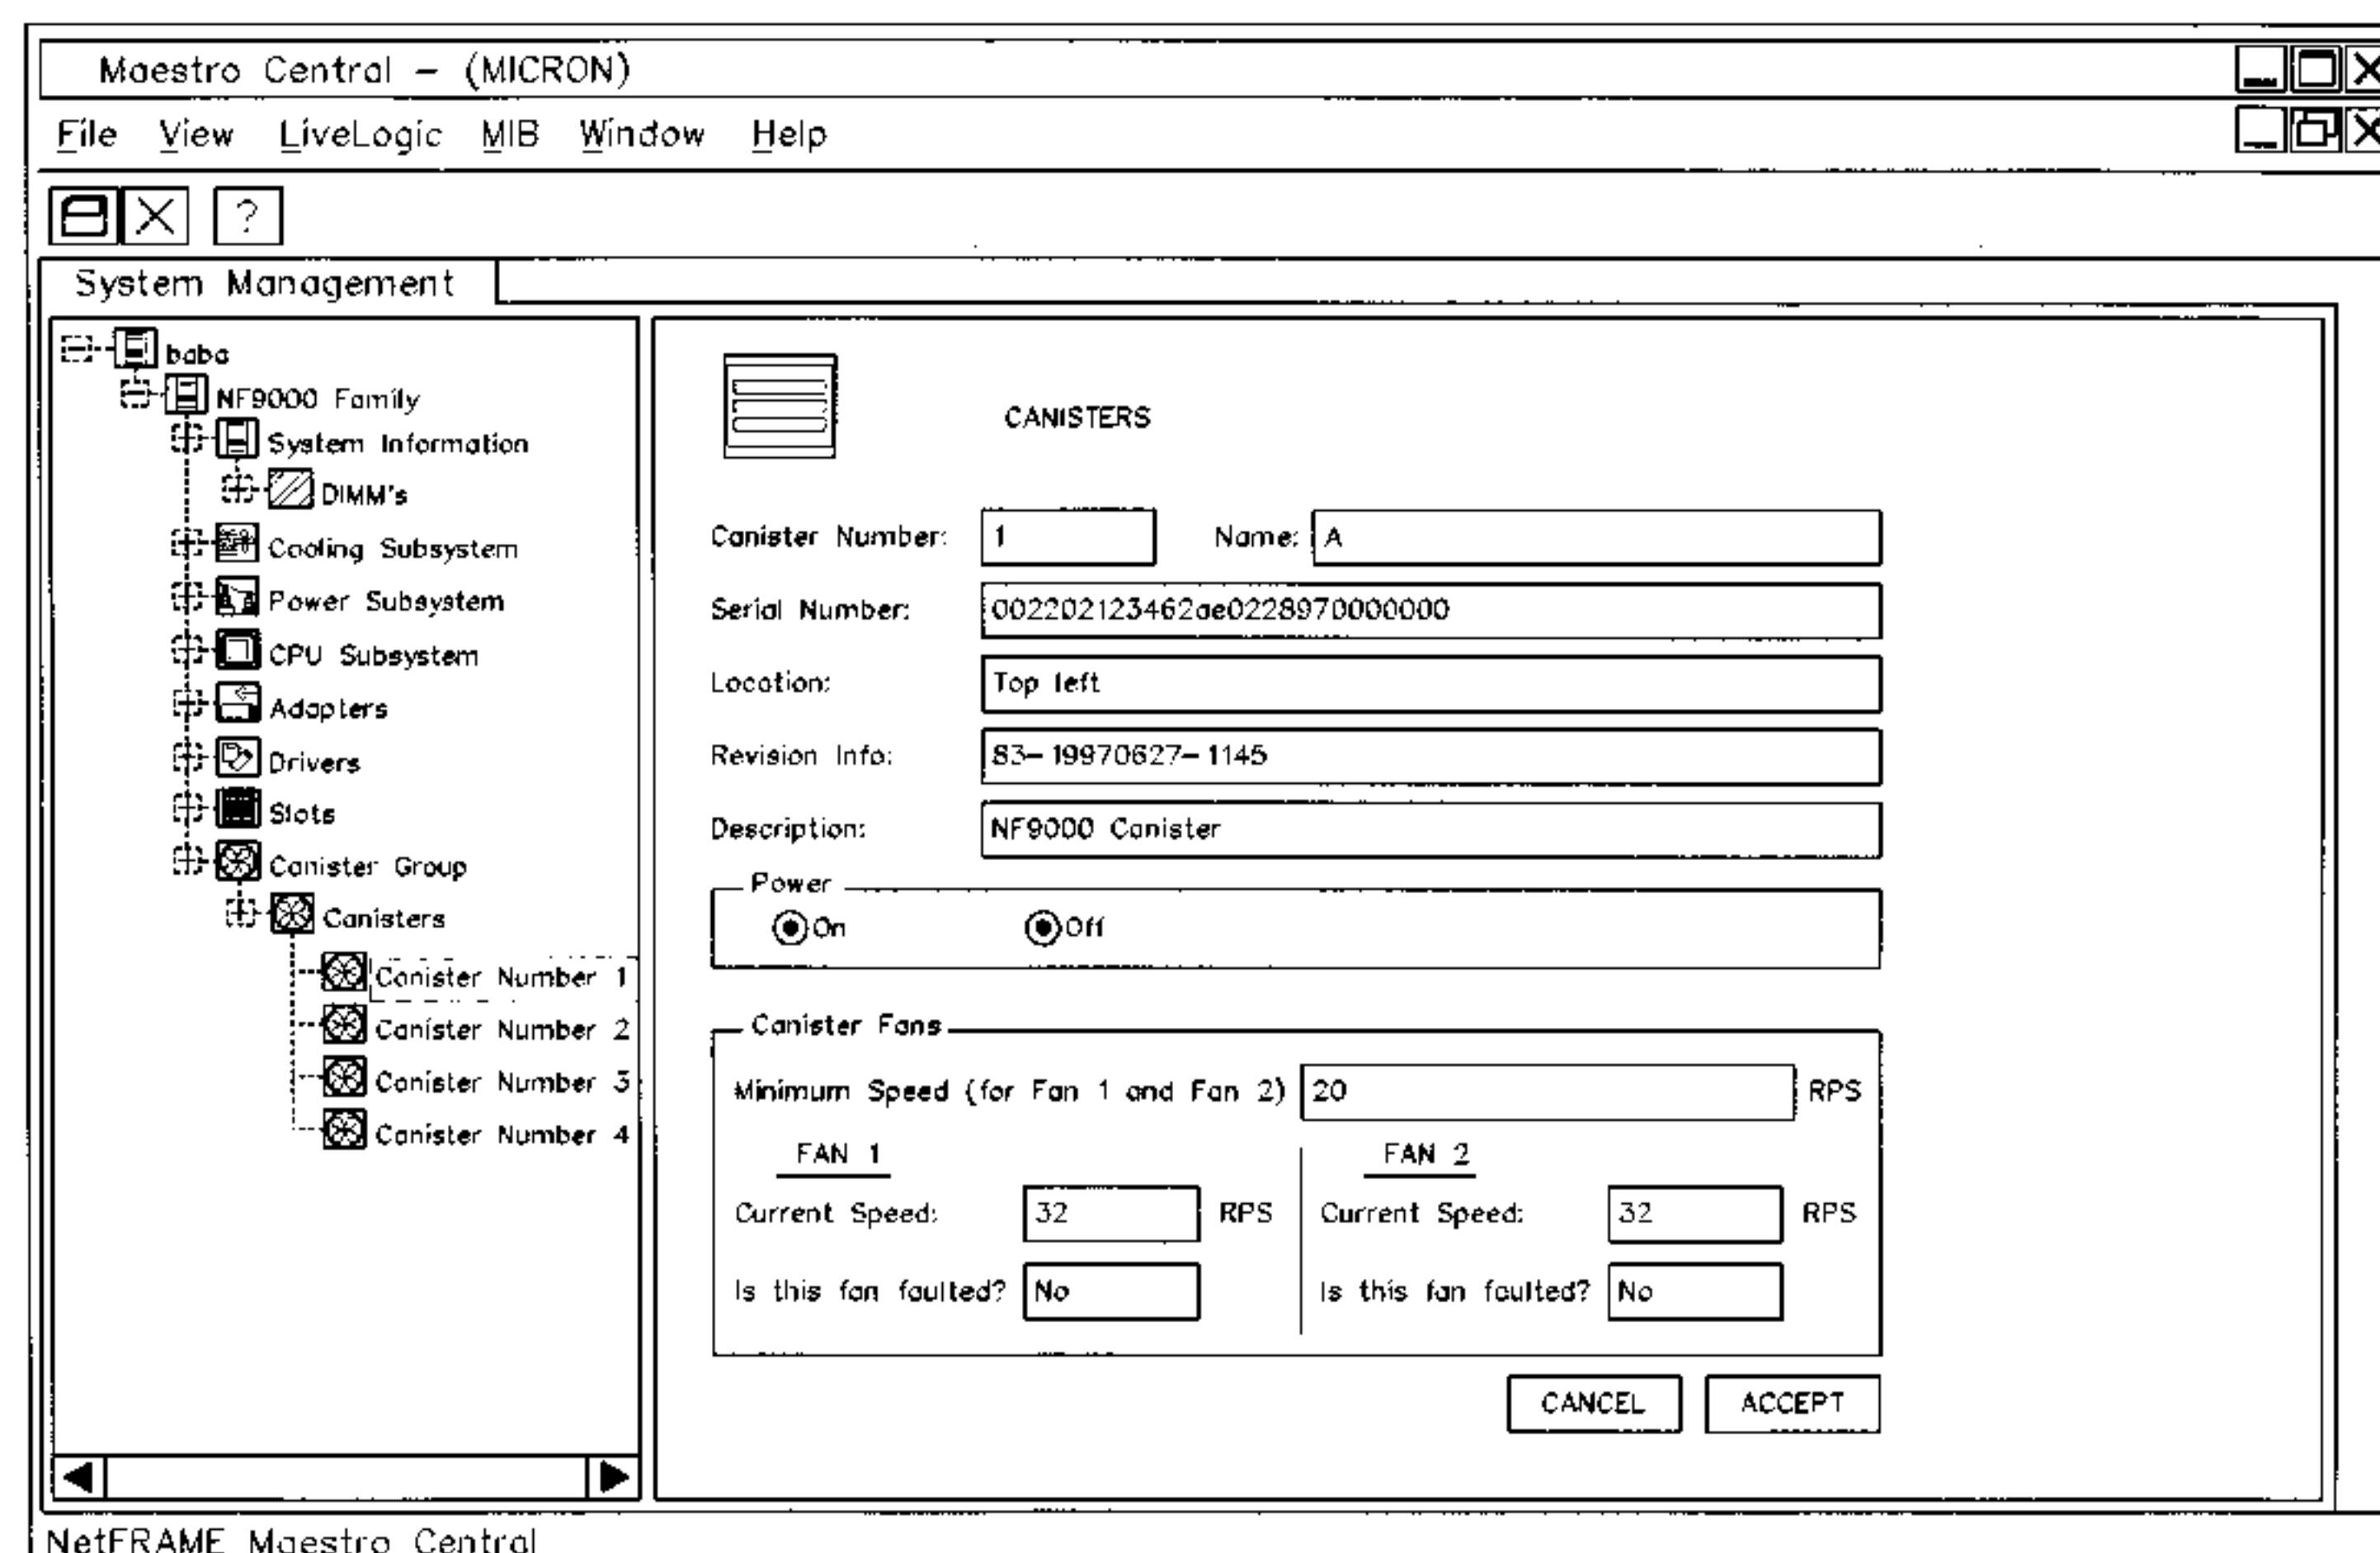 Maestro Central - (MICRON)
File View LiveLogic MIB Window Help
?
System Management
baba
NF9000 Family
System Information
DIMM's
Cooling Subsystem
Power Subsystem
CPU Subsystem
Adapters
Drivers
Slots
Canister Group
Canisters
Canister Number 1
Canister Number 2
Canister Number 3
Canister Number 4
CANISTERS
Canister Number: 1 Name: A
Serial Number: 002202123462ae0228970000000
Location: Top left
Revision Info: 83-19970627-1145
Description: NF9000 Canister
Power
On Off
Canister Fans
Minimum Speed (for Fan 1 and Fan 2) 20 RPS
FAN 1 FAN 2
Current Speed: 32 RPS Current Speed: 32 RPS
Is this fan faulted? No Is this fan faulted? No
CANCEL ACCEPT
NetFRAME Maestro Central